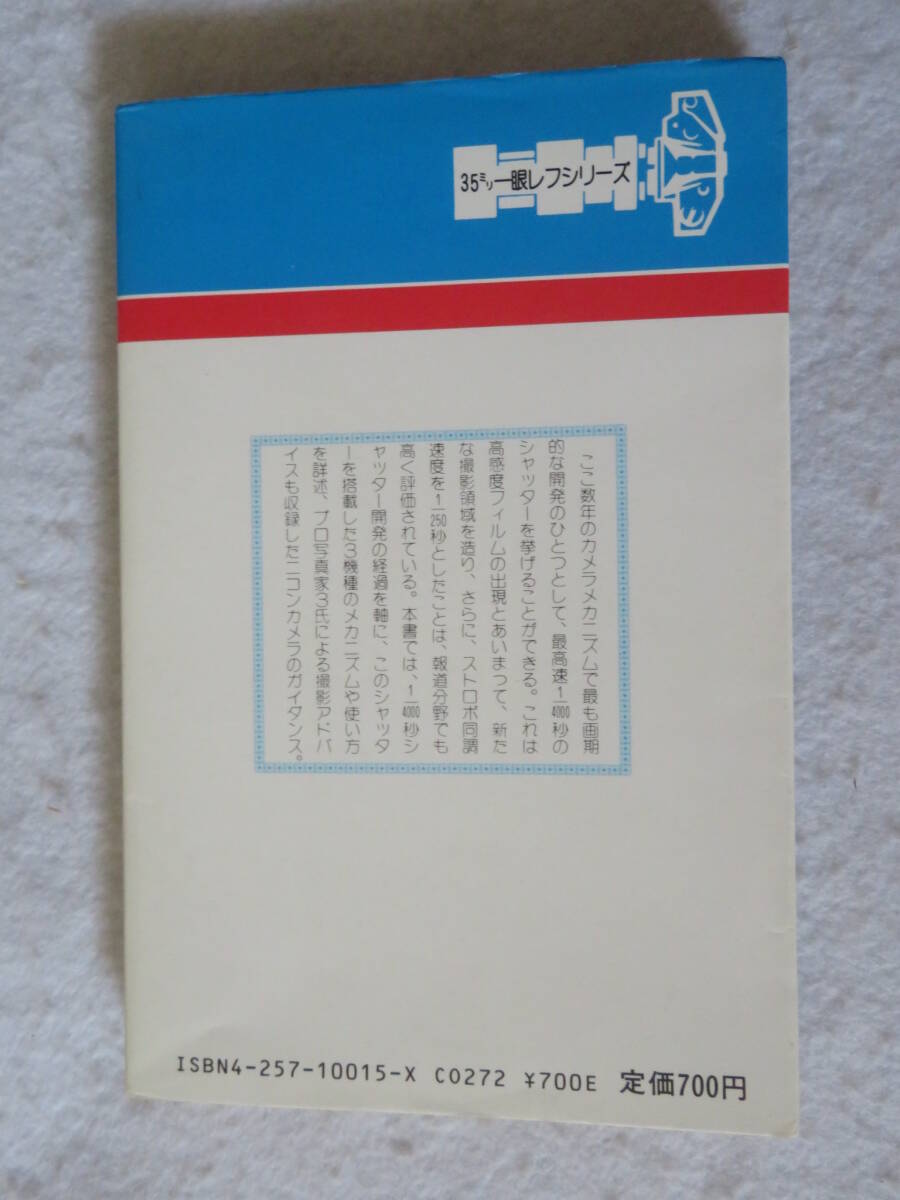 35ミリ一眼レフシリーズ
ここ数年のカメラメカニズムで最も画期
的な開発のひとつとして、最高速1/4000秒の
シャッターを挙げることができる。これは
高感度フィルムの出現とあいまって、新た
な撮影領域を造り、さらに、ストロボ同調
速度を1/250秒としたことは、報道分野でも
高く評価されている。本書では、1/4000秒シ
ャッター開発の経過を軸に、このシャッタ
ーを搭載した3機種のメカニズムや使い方
を詳述、プロ写真家3氏による撮影アドバ
イスも収録したニコンカメラのガイダンス。
ISBN4-257-10015-X C0272 ¥700E 定価700円